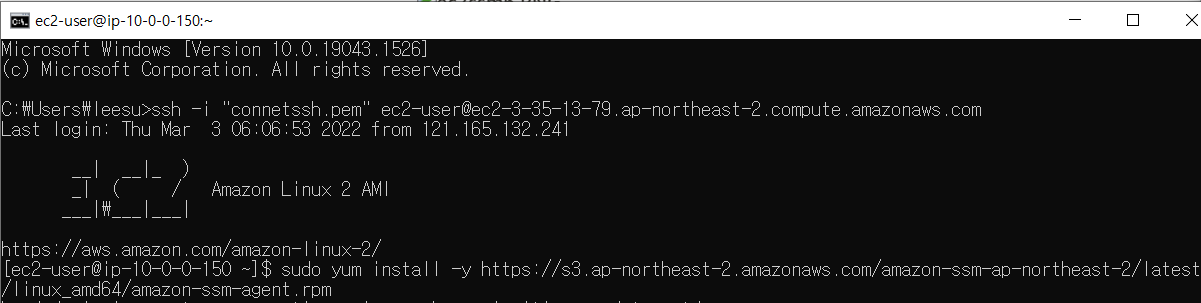 ec2-user@ip-10-0-0-150:~
Microsoft Windows [Version 10.0.19043.1526]
(c) Microsoft Corporation. All rights reserved.
C:₩Users₩leesu>ssh -i "connetssh.pem" ec2-user@ec2-3-35-13-79.ap-northeast-2.compute.amazonaws.com
Last login: Thu Mar  3 06:06:53 2022 from 121.165.132.241
       __|  __|_  )
       _|  (     /   Amazon Linux 2 AMI
      ___|₩___|___|
https://aws.amazon.com/amazon-linux-2/
[ec2-user@ip-10-0-0-150 ~]$ sudo yum install -y https://s3.ap-northeast-2.amazonaws.com/amazon-ssm-ap-northeast-2/latest
/linux_amd64/amazon-ssm-agent.rpm